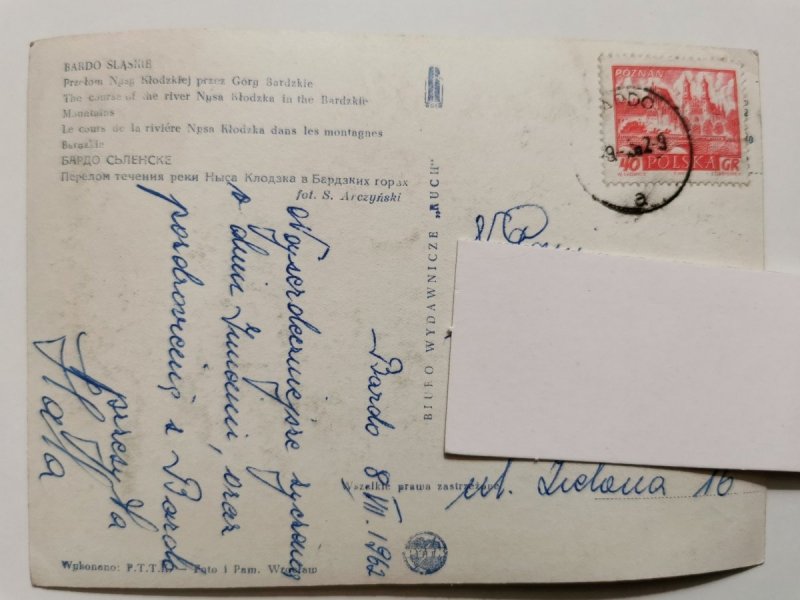 BARDO ŚLĄSKIE
Przełom Nysy Kłodzkiej przez Góry Bardzkie
The course of the river Nysa Kłodzka in the Bardzkie
Mountains
Le cours de la riviére Nysa Kłodzka dans les montagnes
Bardzkie
БАРДО СЬЛЕНСКЕ
Перелом течения реки Ныса Клодзка в Бардзких горах
fot. S. Arczyński
Bardo 8 VII. 1962
Najserdeczniejsze życzenia
w dniu Imienin, oraz
pozdrowienia z Barda
przesyła
Hala
BIURO WYDAWNICZE "RUCH"
POZNAŃ
40 POLSKA GR
BARDO
a
ul. Zielona 16
Wszelkie prawa zastrzeżone
Wykonano: P.T.T.K. — Foto i Pam. Wrocław